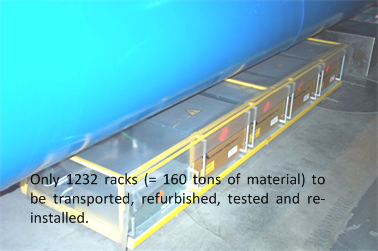 Only 1232 racks (= 160 tons of material) to
be transported, refurbished, tested and re-
installed.